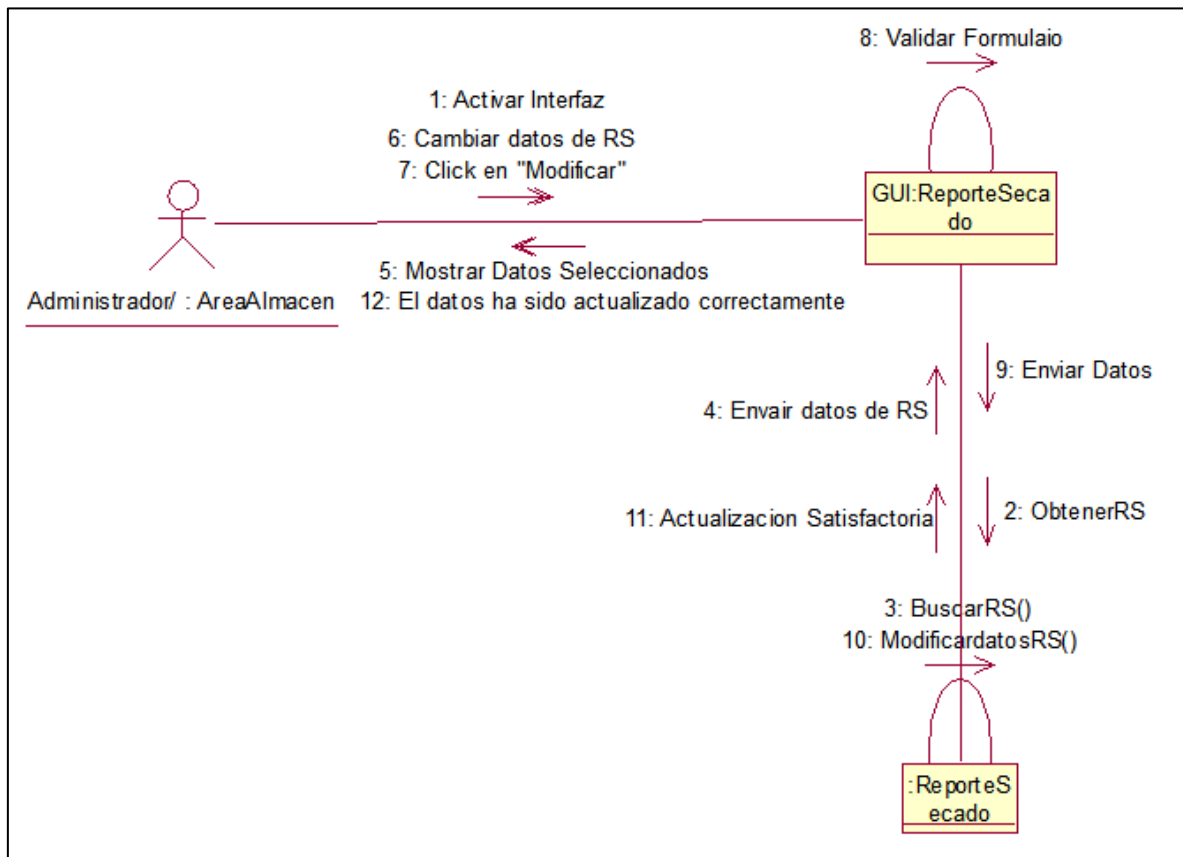 8: Validar Formulaio
1: Activar Interfaz
6: Cambiar datos de RS
7: Click en "Modificar"
GUI:ReporteSeca
do
5: Mostrar Datos Seleccionados
Administrador/ : AreaAlmacen
12: El datos ha sido actualizado correctamente
9: Enviar Datos
4: Envair datos de RS
11: Actualizacion Satisfactoria
2: ObtenerRS
3: BuscarRS()
10: ModificardatosRS()
:ReporteS
ecado